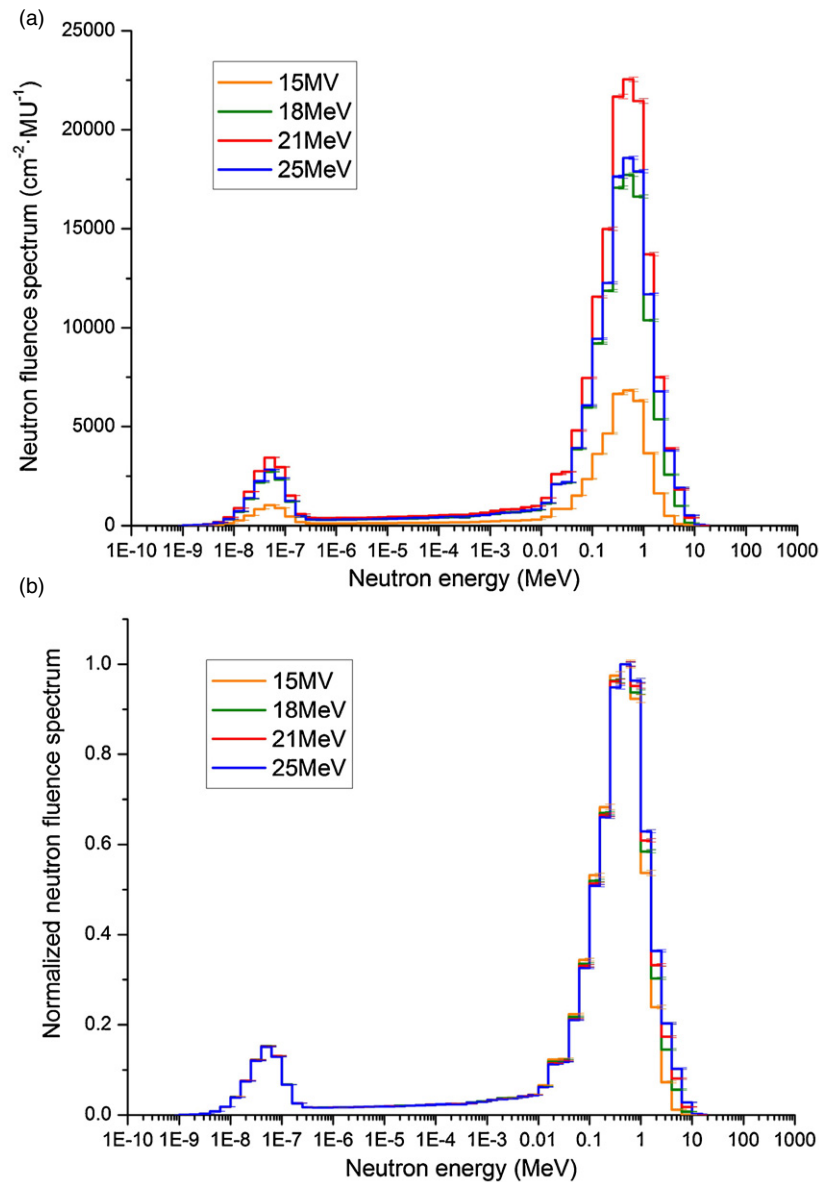 (a)
25000
20000
15000
10000
5000
0
Neutron fluence spectrum (cm⁻²·MU⁻¹)
15MV
18MeV
21MeV
25MeV
1E-10 1E-9 1E-8 1E-7 1E-6 1E-5 1E-4 1E-3 0.01 0.1 1 10 100 1000
Neutron energy (MeV)
(b)
1.0
0.8
0.6
0.4
0.2
0.0
Normalized neutron fluence spectrum
15MV
18MeV
21MeV
25MeV
1E-10 1E-9 1E-8 1E-7 1E-6 1E-5 1E-4 1E-3 0.01 0.1 1 10 100 1000
Neutron energy (MeV)